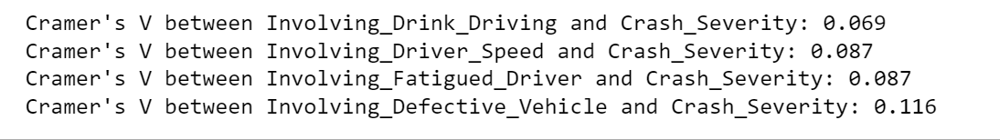 Cramer's V between Involving_Drink_Driving and Crash_Severity: 0.069
Cramer's V between Involving_Driver_Speed and Crash_Severity: 0.087
Cramer's V between Involving_Fatigued_Driver and Crash_Severity: 0.087
Cramer's V between Involving_Defective_Vehicle and Crash_Severity: 0.116